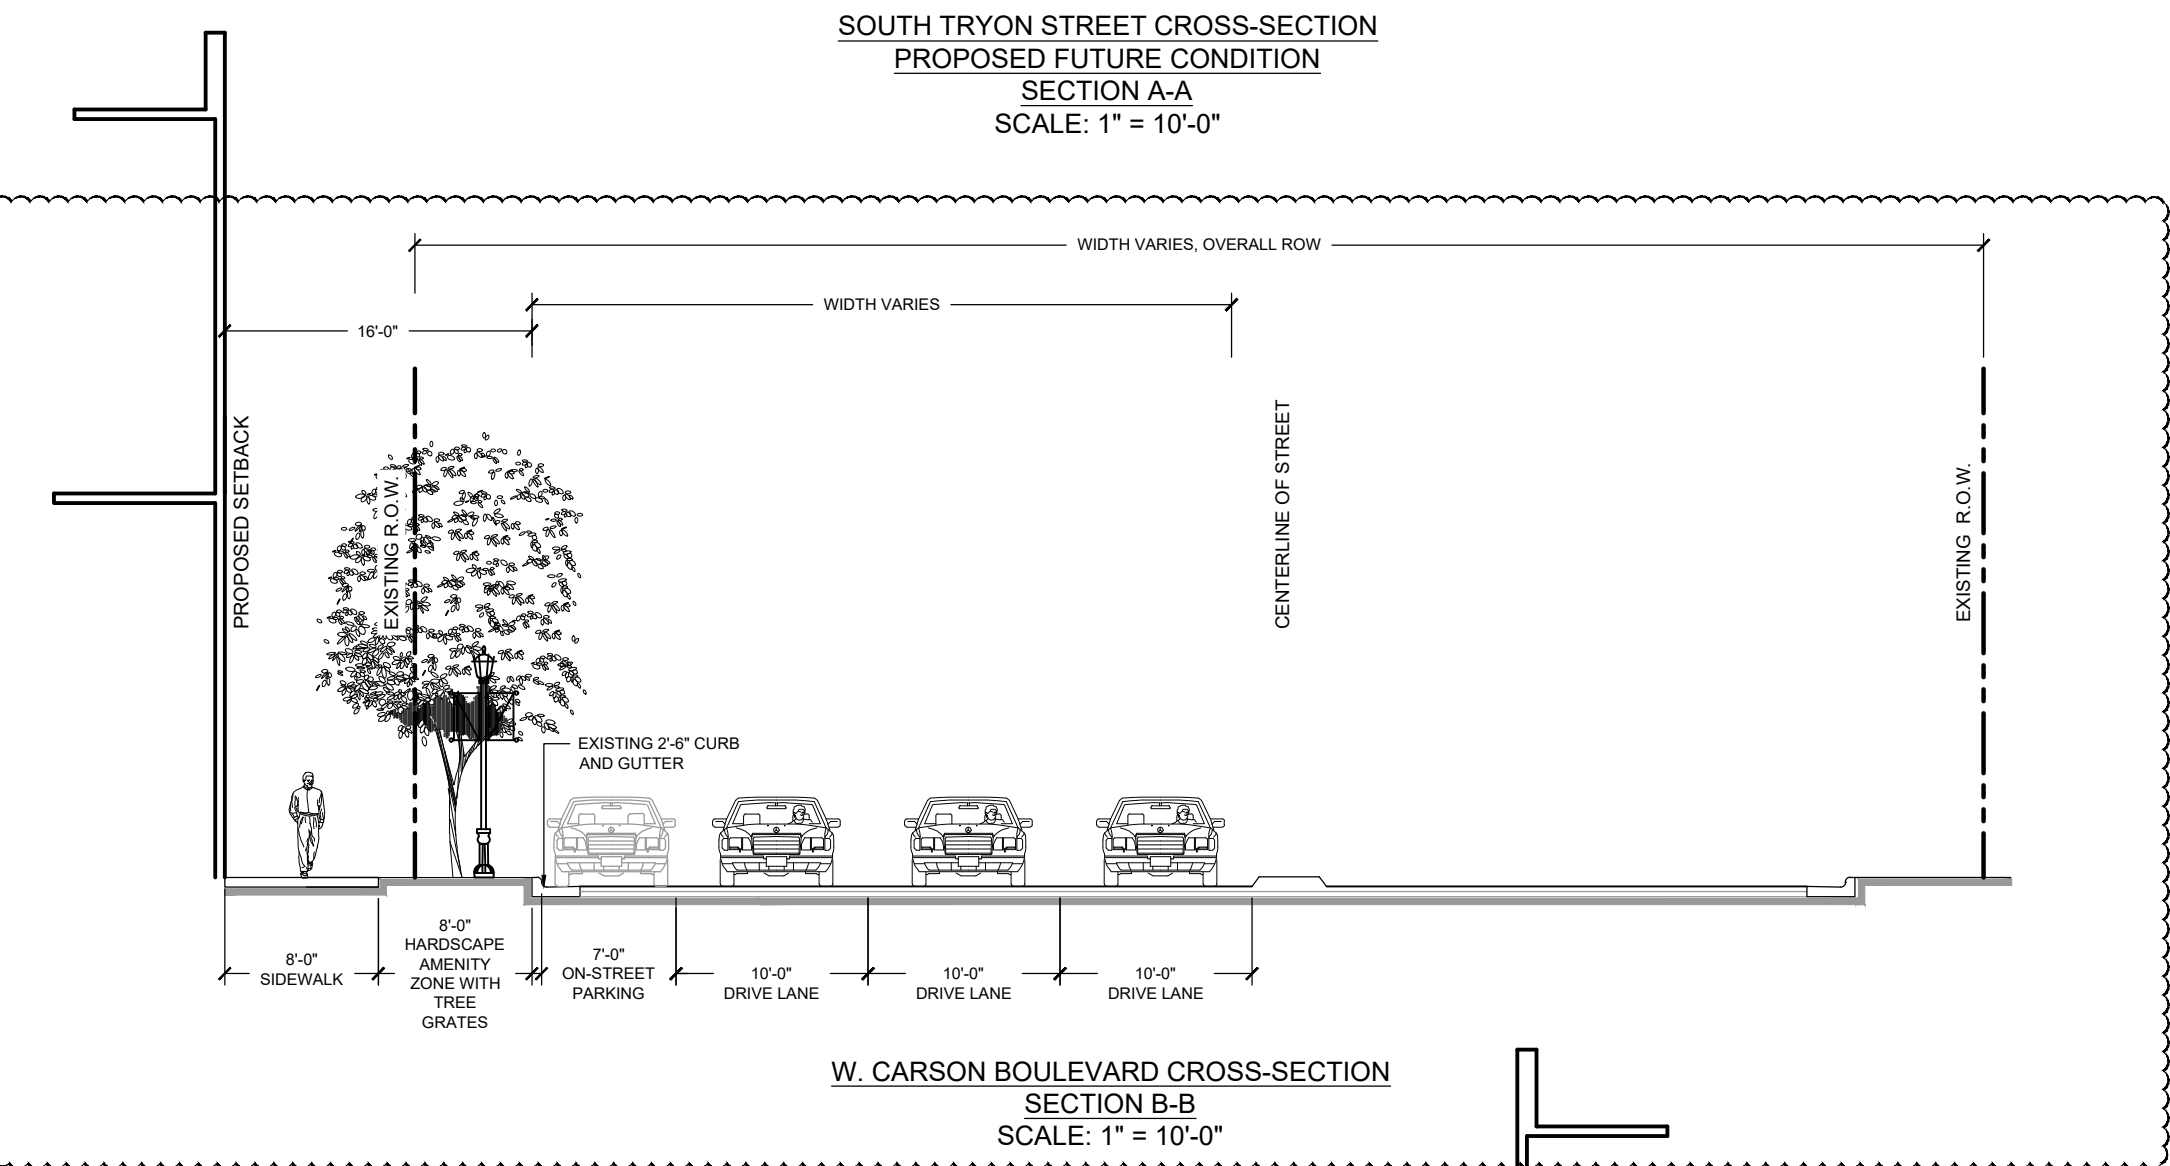 SOUTH TRYON STREET CROSS-SECTION
PROPOSED FUTURE CONDITION
SECTION A-A
SCALE: 1" = 10'-0"
WIDTH VARIES, OVERALL ROW
WIDTH VARIES
16'-0"
PROPOSED SETBACK
EXISTING R.O.W.
CENTERLINE OF STREET
EXISTING R.O.W.
EXISTING 2'-6" CURB
AND GUTTER
8'-0"
SIDEWALK
8'-0"
HARDSCAPE
AMENITY
ZONE WITH
TREE
GRATES
7'-0"
ON-STREET
PARKING
10'-0"
DRIVE LANE
10'-0"
DRIVE LANE
10'-0"
DRIVE LANE
W. CARSON BOULEVARD CROSS-SECTION
SECTION B-B
SCALE: 1" = 10'-0"